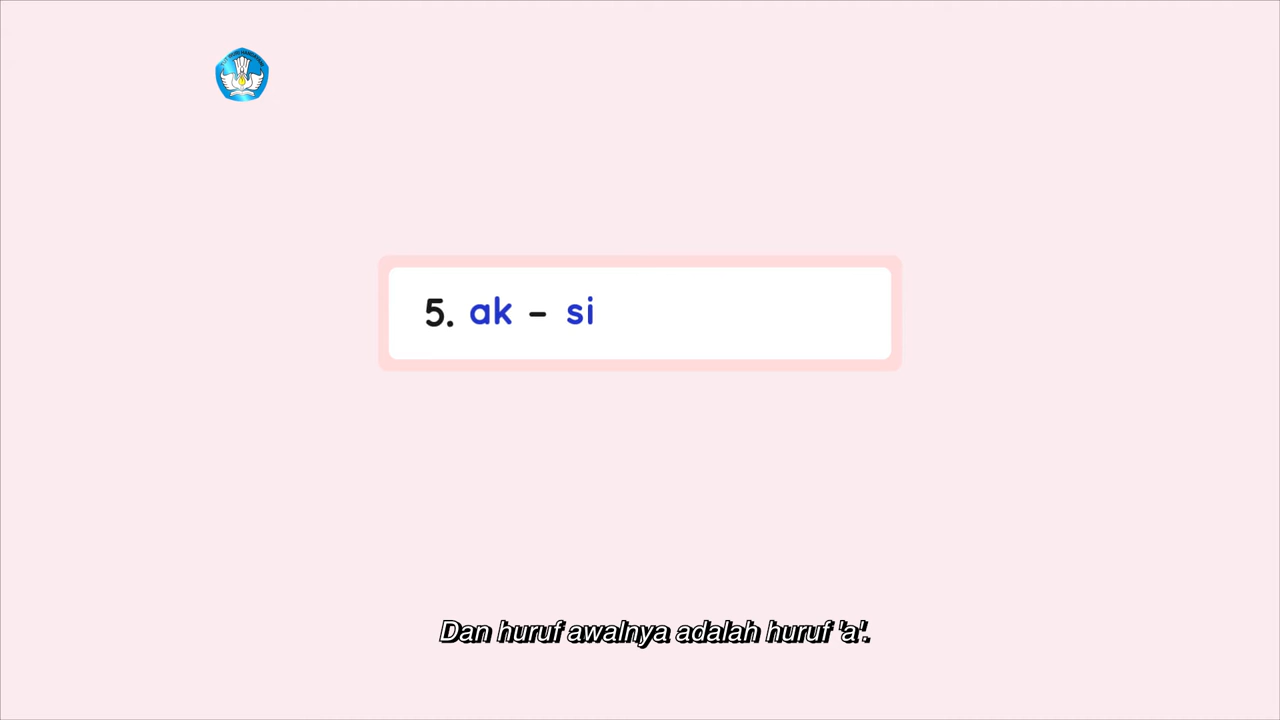 5. ak – si
Dan huruf awalnya adalah huruf 'a'.